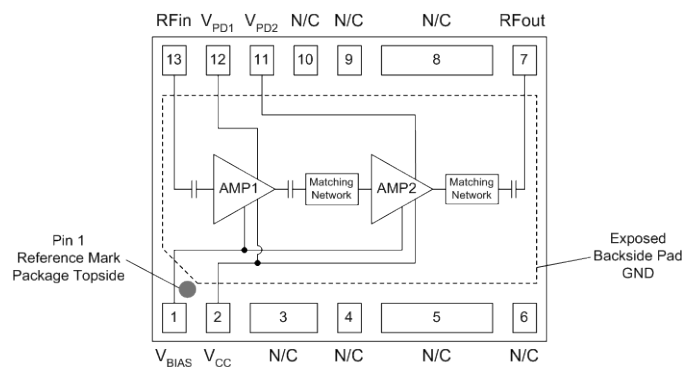 RFin V_PD1 V_PD2 N/C N/C N/C RFout
13 12 11 10 9 8 7
AMP1
Matching
Network
AMP2
Matching
Network
Pin 1
Reference Mark
Package Topside
Exposed
Backside Pad
GND
1 2 3 4 5 6
V_BIAS V_CC N/C N/C N/C N/C